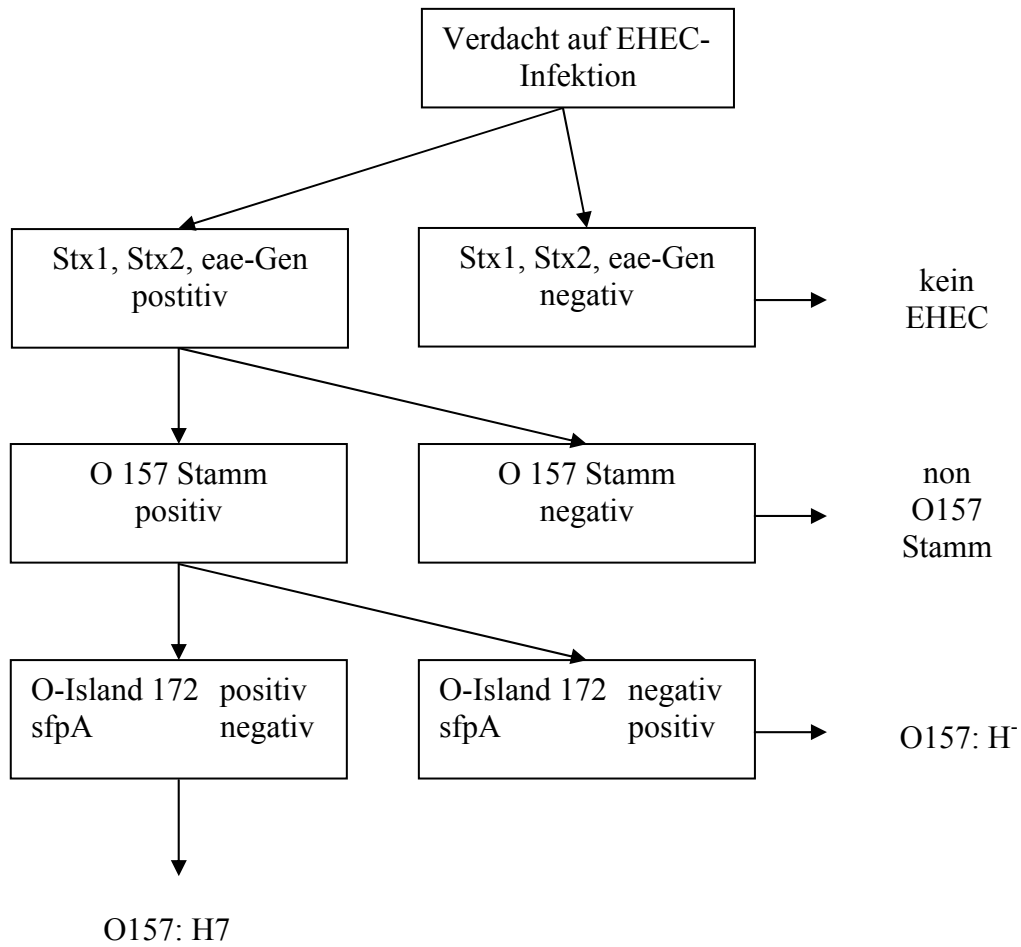 Verdacht auf EHEC-
Infektion
Stx1, Stx2, eae-Gen
postitiv
Stx1, Stx2, eae-Gen
negativ
kein
EHEC
O 157 Stamm
positiv
O 157 Stamm
negativ
non
O157
Stamm
O-Island 172 positiv
sfpA negativ
O-Island 172 negativ
sfpA positiv
O157: H⁻
O157: H7